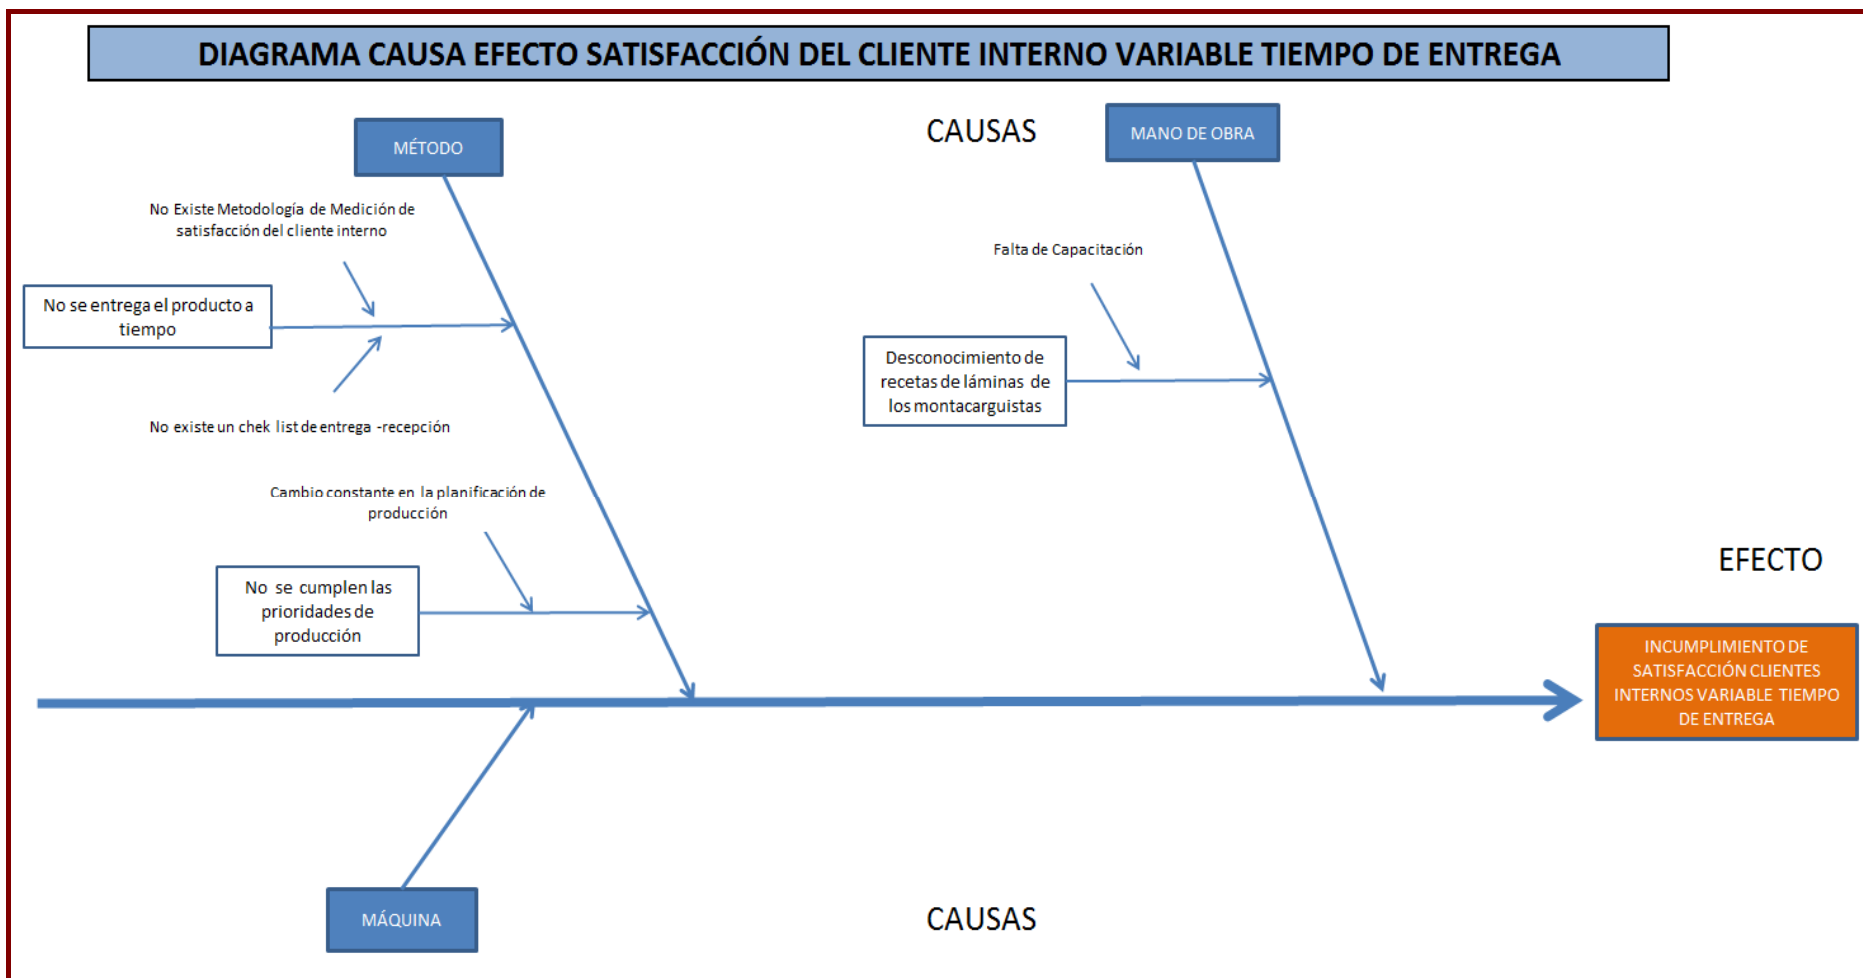 DIAGRAMA CAUSA EFECTO SATISFACCIÓN DEL CLIENTE INTERNO VARIABLE TIEMPO DE ENTREGA
CAUSAS
MÉTODO
MANO DE OBRA
No Existe Metodología de Medición de
satisfacción del cliente interno
No se entrega el producto a
tiempo
No existe un chek list de entrega -recepción
Falta de Capacitación
Desconocimiento de
recetas de láminas de
los montacarguistas
Cambio constante en la planificación de
producción
No se cumplen las
prioridades de
producción
EFECTO
INCUMPLIMIENTO DE
SATISFACCIÓN CLIENTES
INTERNOS VARIABLE TIEMPO
DE ENTREGA
MÁQUINA
CAUSAS